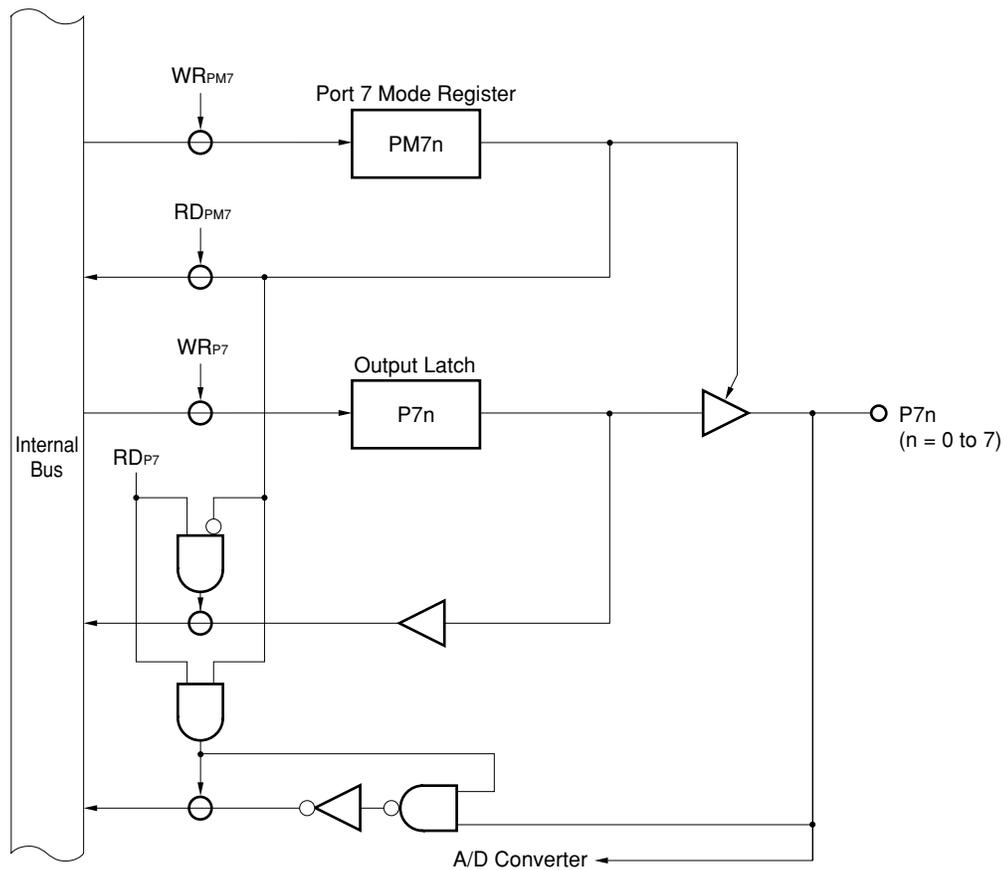 WRPM7
Port 7 Mode Register
PM7n
RDPM7
WRP7
Output Latch
P7n
P7n
(n = 0 to 7)
Internal
Bus
RDP7
A/D Converter